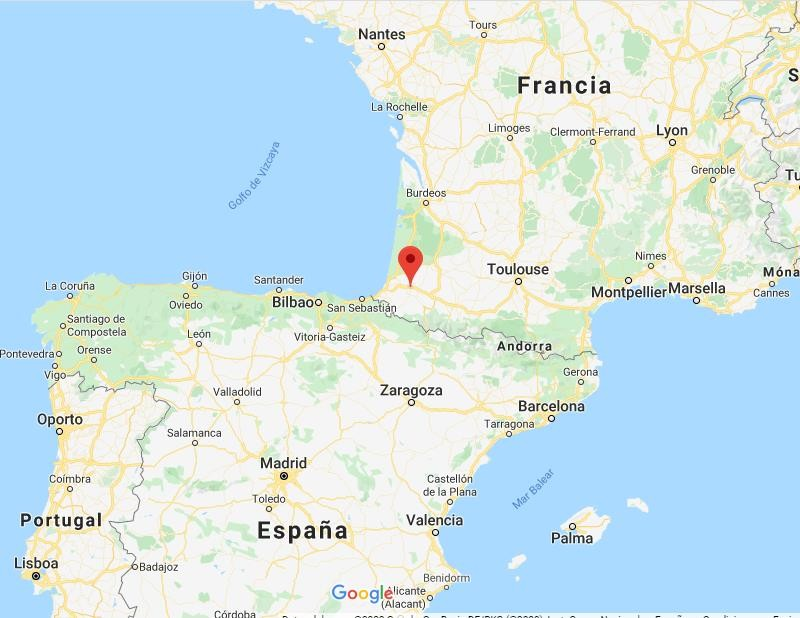 Tours
Nantes
Francia
S
La Rochelle
Limoges
Clermont-Ferrand
Lyon
Grenoble
Tu
Golfo de Vizcaya
Burdeos
Nimes
Toulouse
Móna
Montpellier
Marsella
Cannes
La Coruña
Gijón
Santander
Oviedo
Bilbao
San Sebastián
Santiago de
Compostela
León
Vitoria-Gasteiz
Andorra
Pontevedra
Orense
Vigo
Gerona
Valladolid
Zaragoza
Barcelona
Oporto
Tarragona
Salamanca
Madrid
Coímbra
Toledo
Castellón
de la Plana
Mar Balear
Portugal
España
Valencia
Palma
Lisboa
Badajoz
Benidorm
Google
Alicante
(Alacant)
Córdoba